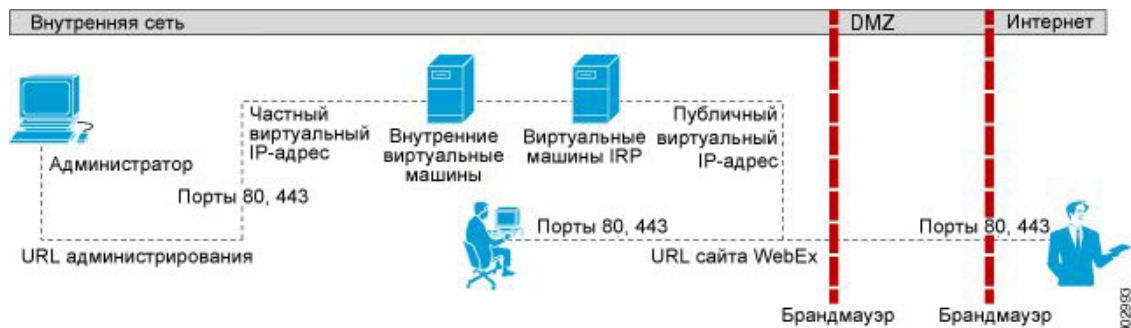 Внутренняя сеть
DMZ
Интернет
Администратор
Частный
виртуальный
IP-адрес
Внутренние
виртуальные
машины
Виртуальные
машины IRP
Публичный
виртуальный
IP-адрес
Порты 80, 443
Порты 80, 443
Порты 80, 443
URL администрирования
URL сайта WebEx
Брандмауэр
Брандмауэр
02993